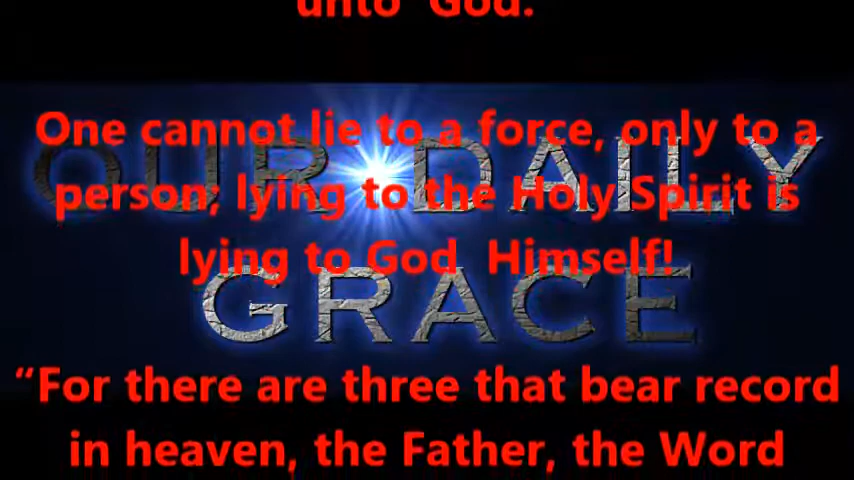 unto God.
One cannot lie to a force, only to a
OUR DAILY
person; lying to the Holy Spirit is
lying to God Himself!
GRACE
“For there are three that bear record
in heaven, the Father, the Word